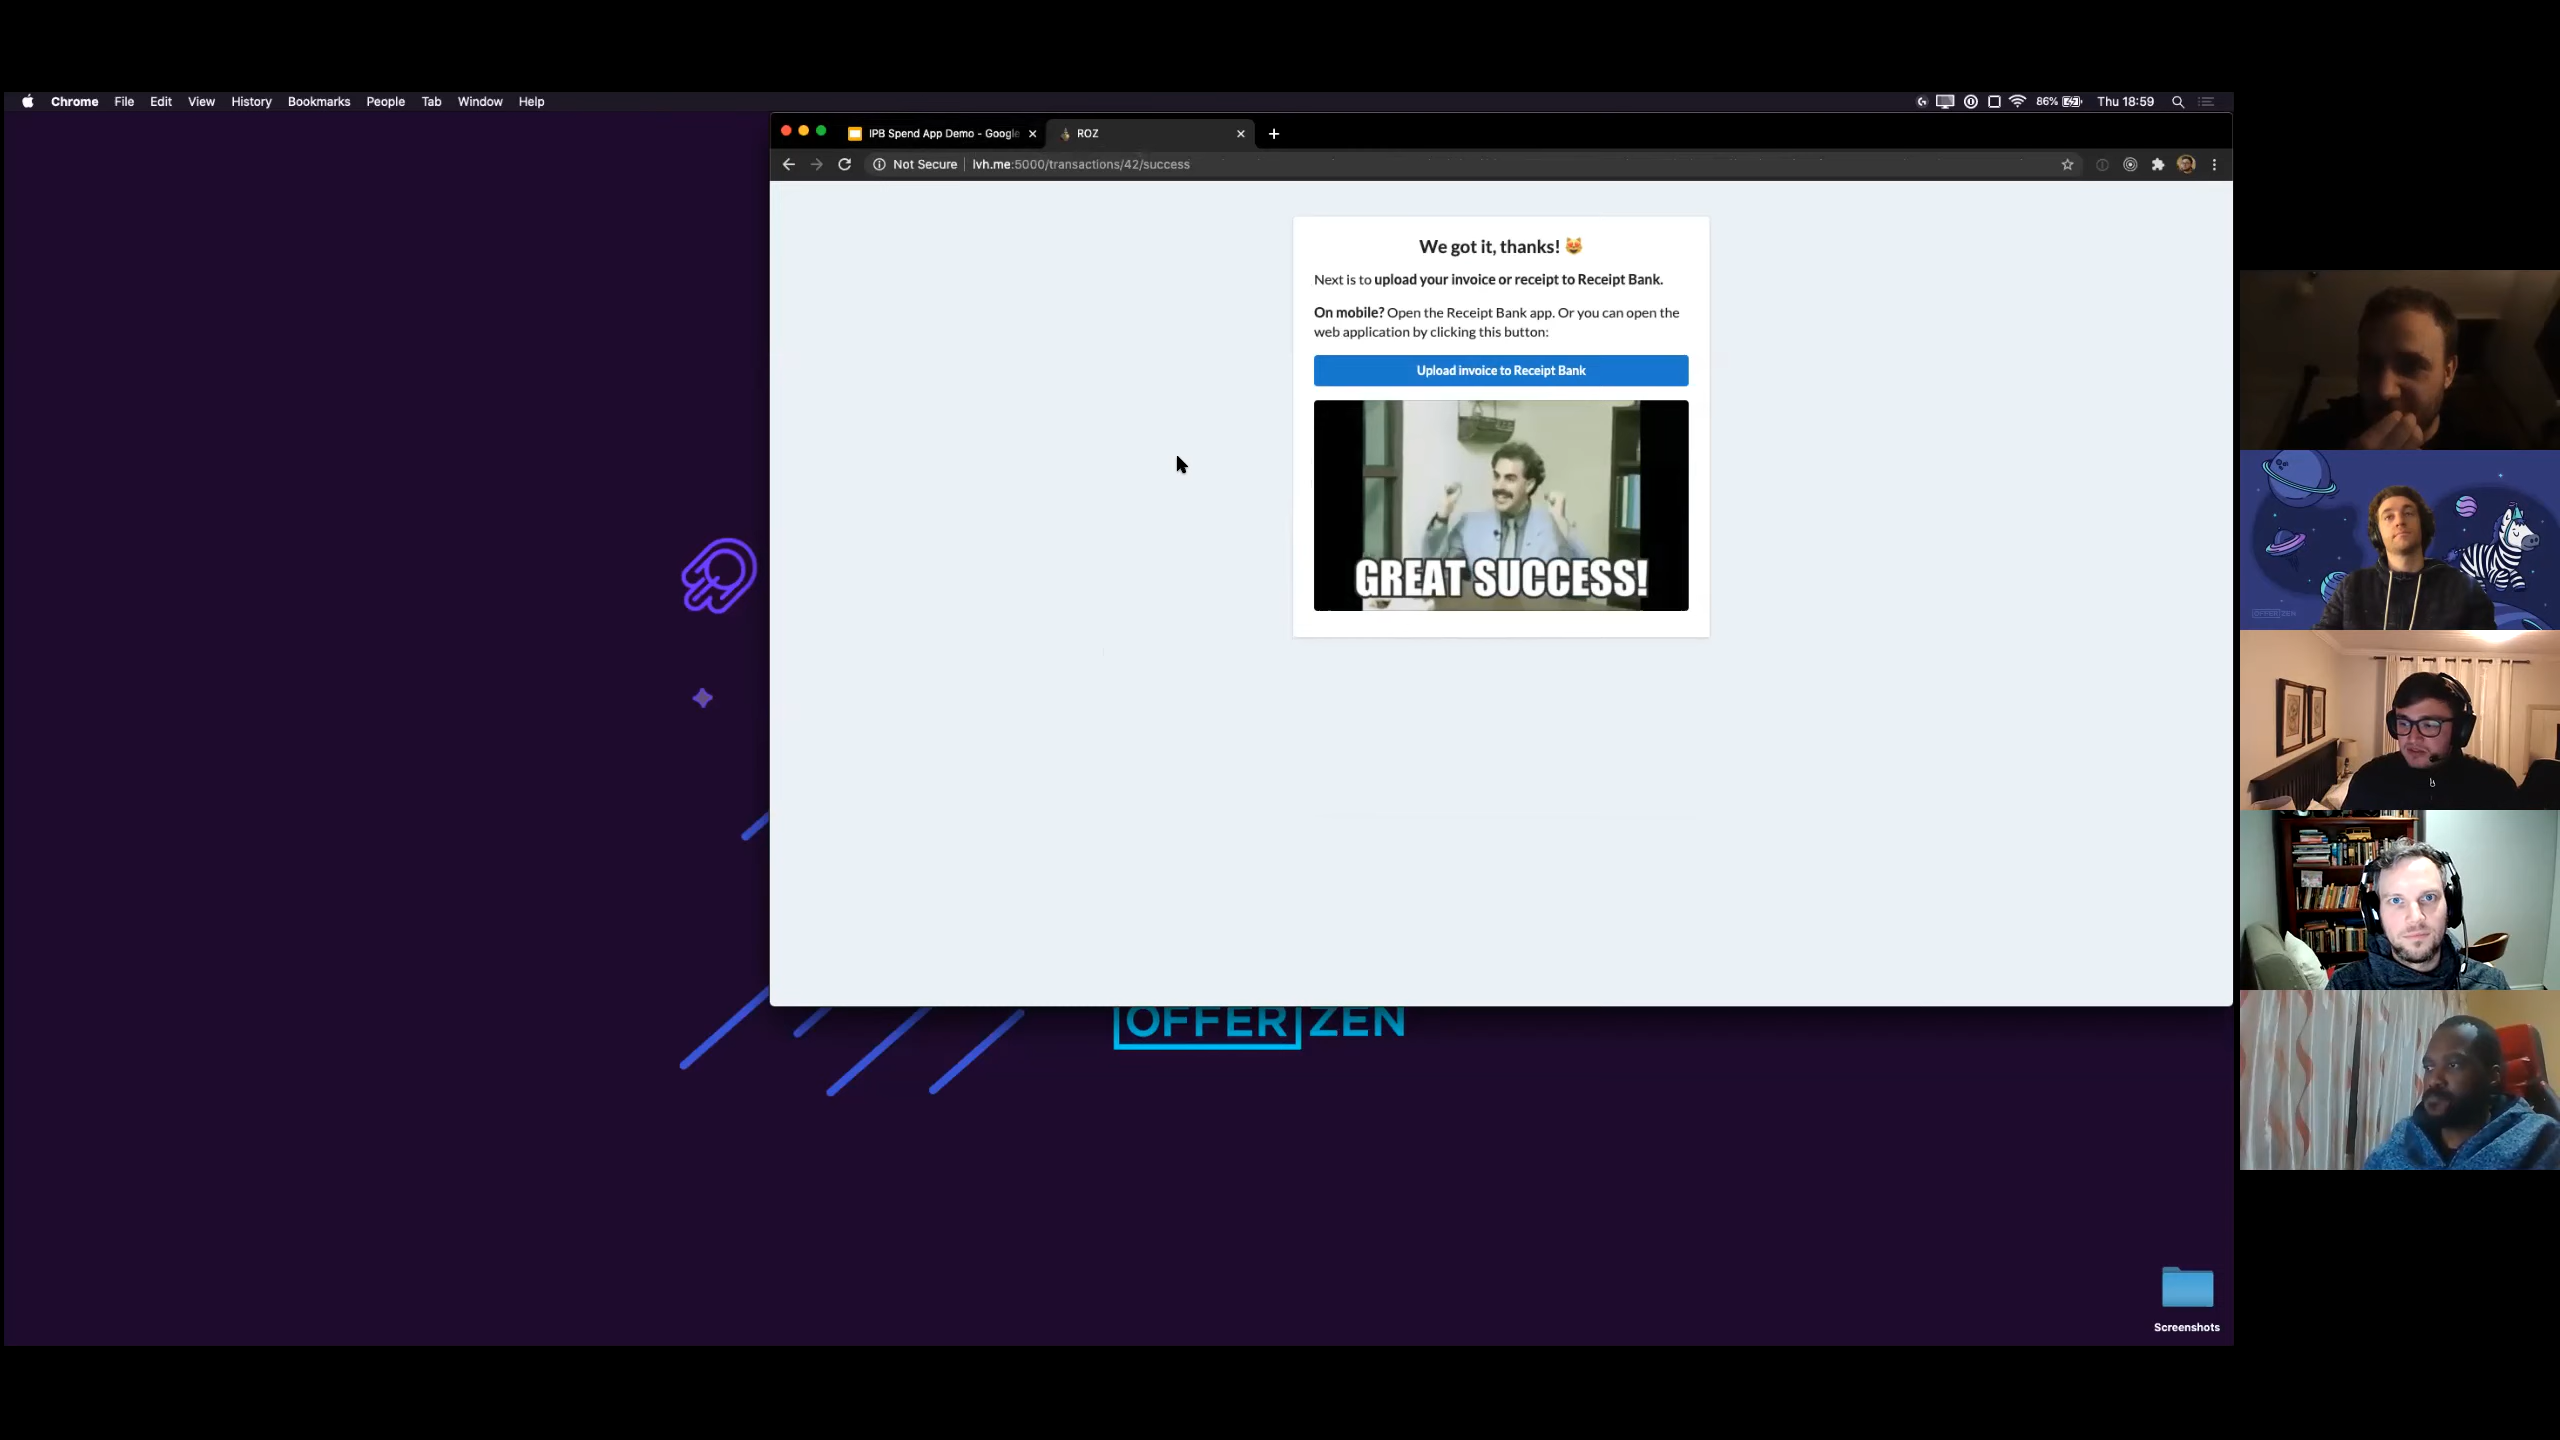 Chrome File Edit View History Bookmarks People Tab Window Help
86% Thu 18:59
IPB Spend App Demo - Google
ROZ
Not Secure lvh.me:5000/transactions/42/success
We got it, thanks! 😻
Next is to upload your invoice or receipt to Receipt Bank.
On mobile? Open the Receipt Bank app. Or you can open the
web application by clicking this button:
Upload invoice to Receipt Bank
GREAT SUCCESS!
OFFERZEN
OFFERZEN
Screenshots